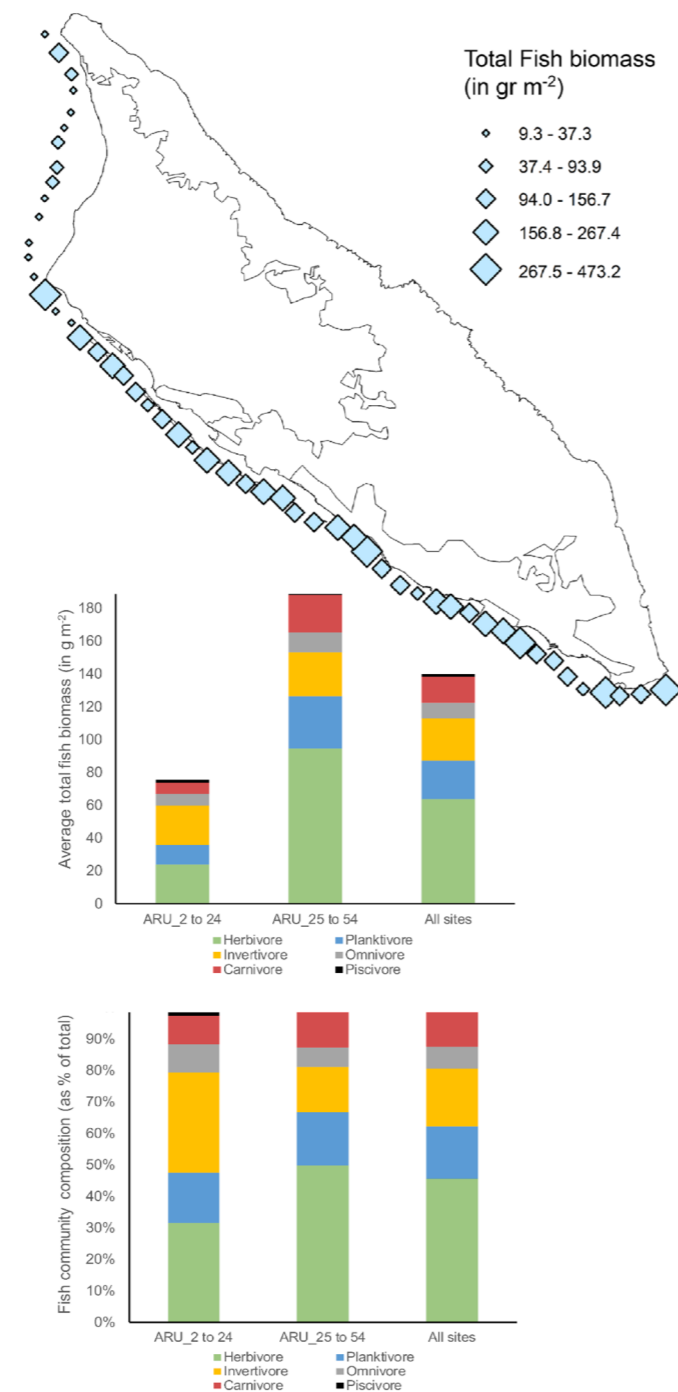 Total Fish biomass
(in gr m-2)
9.3 - 37.3
37.4 - 93.9
94.0 - 156.7
156.8 - 267.4
267.5 - 473.2
Average total fish biomass (in g m-2)
180
160
140
120
100
80
60
40
20
0
ARU_2 to 24 ARU_25 to 54 All sites
Herbivore Planktivore
Invertivore Omnivore
Carnivore Piscivore
Fish community composition (as % of total)
90%
80%
70%
60%
50%
40%
30%
20%
10%
0%
ARU_2 to 24 ARU_25 to 54 All sites
Herbivore Planktivore
Invertivore Omnivore
Carnivore Piscivore